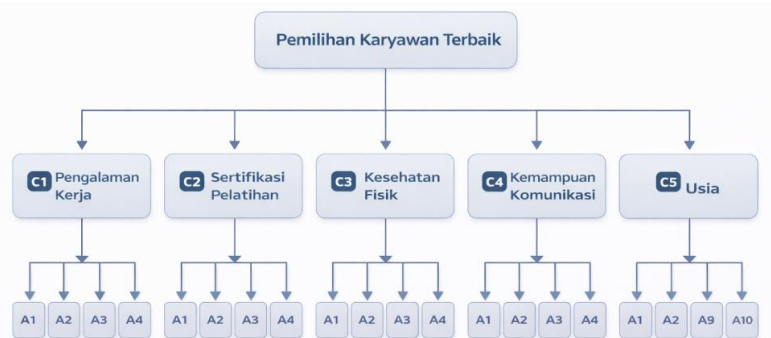 Pemilihan Karyawan Terbaik
C1 Pengalaman
Kerja
C2 Sertifikasi
Pelatihan
C3 Kesehatan
Fisik
C4 Kemampuan
Komunikasi
C5 Usia
A1 A2 A3 A4
A1 A2 A3 A4
A1 A2 A3 A4
A1 A2 A3 A4
A1 A2 A9 A10